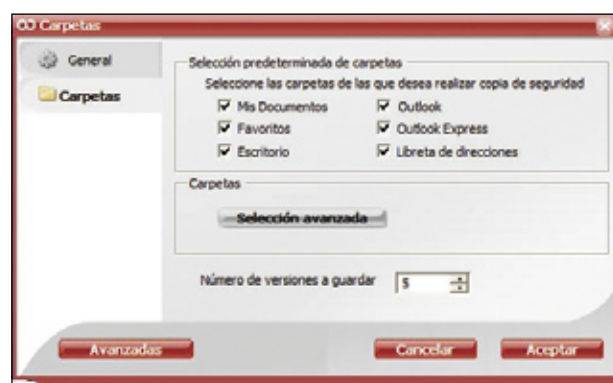 Carpetas
General
Carpetas
Selección predeterminada de carpetas
Seleccione las carpetas de las que desea realizar copia de seguridad
Mis Documentos
Outlook
Favoritos
Outlook Express
Escritorio
Libreta de direcciones
Carpetas
Selección avanzada
Número de versiones a guardar 5
Avanzadas
Cancelar
Aceptar